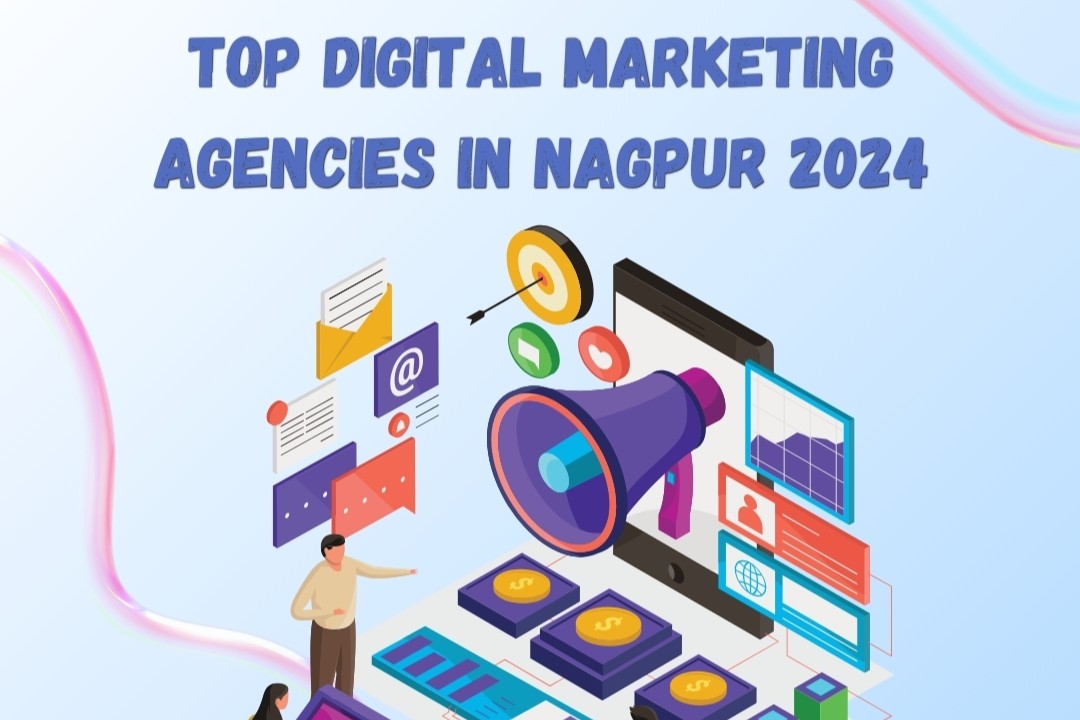 TOP DIGITAL MARKETING
AGENCIES IN NAGPUR 2024
@
$
$
$